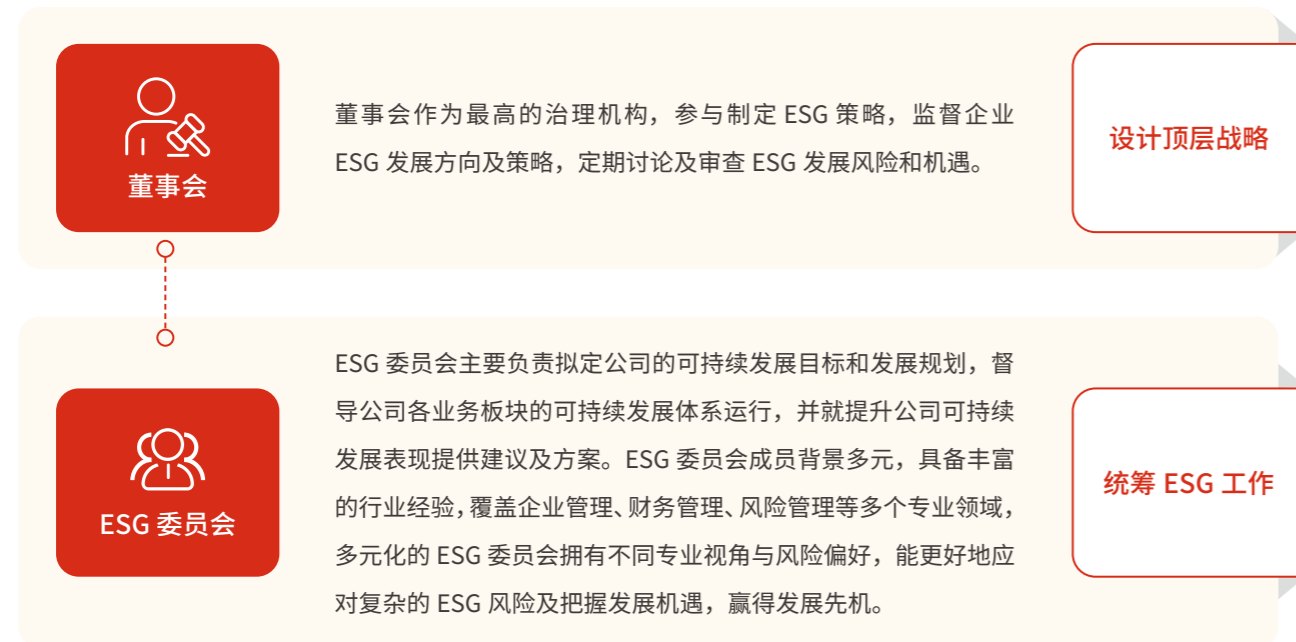 董事会
董事会作为最高的治理机构，参与制定 ESG 策略，监督企业
ESG 发展方向及策略，定期讨论及审查 ESG 发展风险和机遇。
设计顶层战略
ESG 委员会
ESG 委员会主要负责拟定公司的可持续发展目标和发展规划，督
导公司各业务板块的可持续发展体系运行，并就提升公司可持续
发展表现提供建议及方案。ESG 委员会成员背景多元，具备丰富
的行业经验，覆盖企业管理、财务管理、风险管理等多个专业领域，
多元化的 ESG 委员会拥有不同专业视角与风险偏好，能更好地应
对复杂的 ESG 风险及把握发展机遇，赢得发展先机。
统筹 ESG 工作